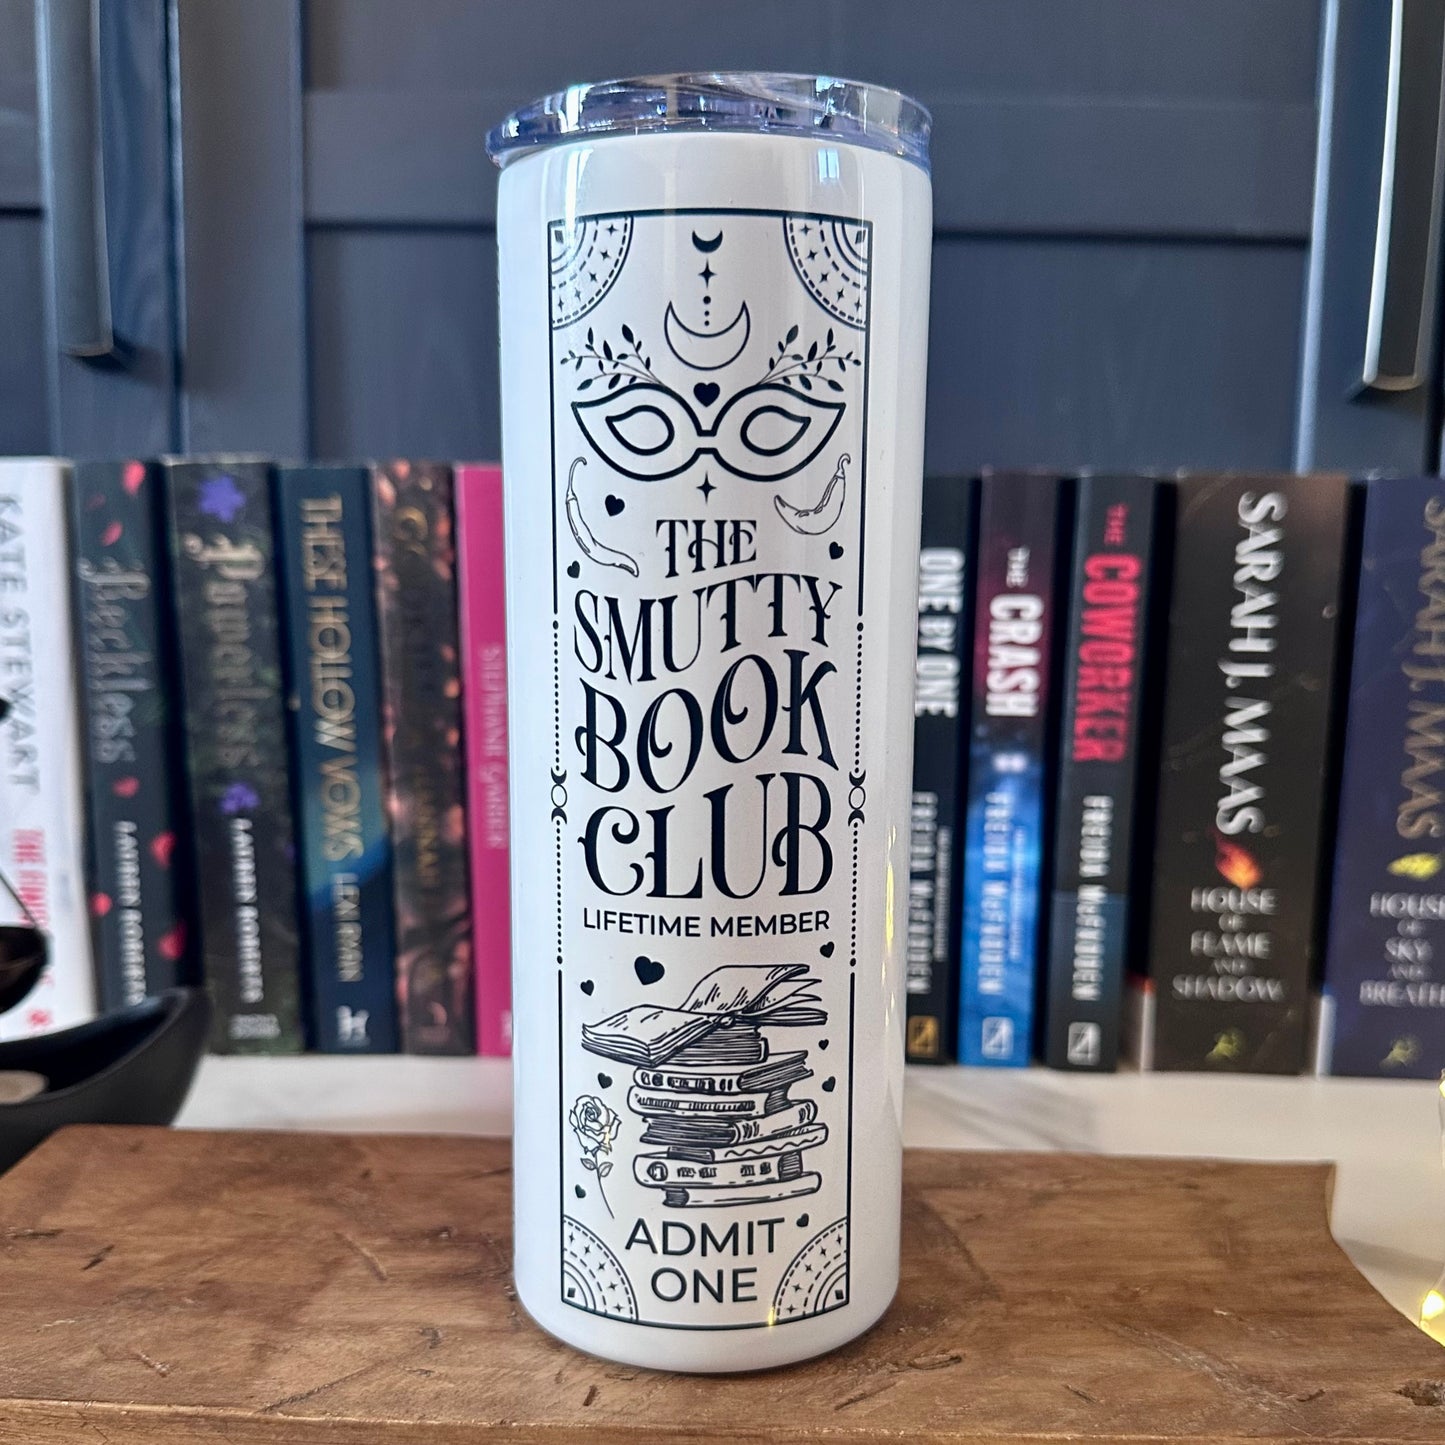 THE
SMUTTY
BOOK
CLUB
LIFETIME MEMBER
ADMIT
ONE
KATE STEWART
Reckless
LAUREN ROBERTS
Powerless
LAUREN ROBERTS
THESE HOLLOW VOWS
LEXI RYAN
STEPHANIE GARBER
ONE BY ONE
FREIDA McFADDEN
THE CRASH
FREIDA McFADDEN
THE COWORKER
FREIDA McFADDEN
SARAH J. MAAS
HOUSE
OF
FLAME
AND
SHADOW
SARAH J. MAAS
HOUSE
OF
SKY
AND
BREATH